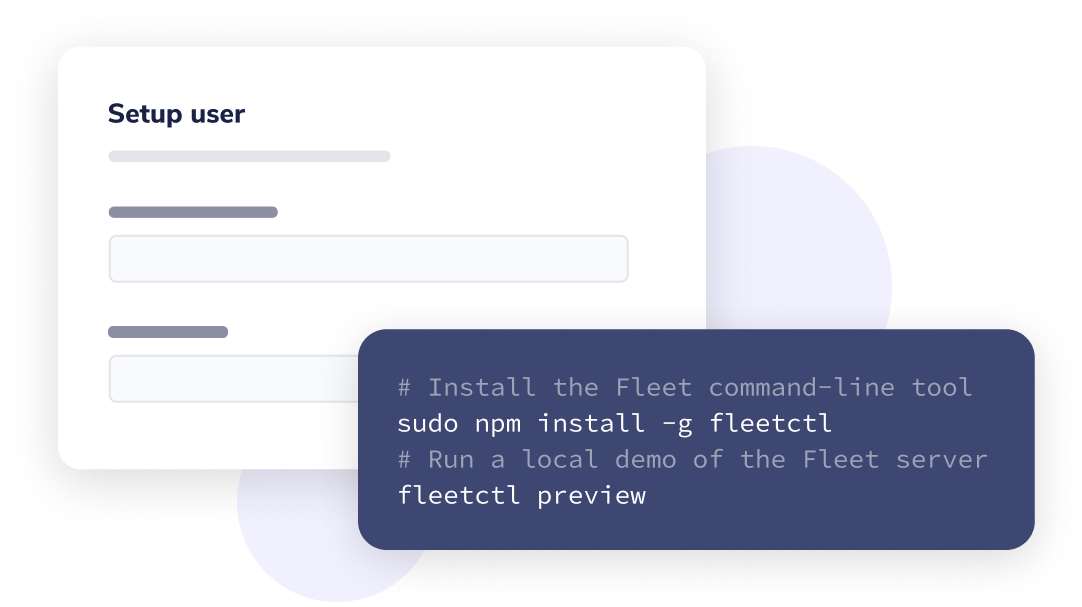 Setup user
# Install the Fleet command-line tool
sudo npm install -g fleetctl
# Run a local demo of the Fleet server
fleetctl preview